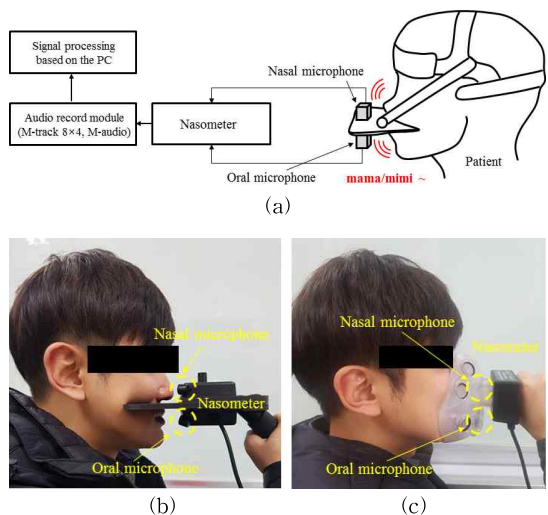 Signal processing
based on the PC
Audio record module
(M-track 8×4, M-audio)
Nasometer
Nasal microphone
Oral microphone
mama/mimi ~
Patient
(a)
Nasal microphone
Nasometer
Oral microphone
(b)
Nasal microphone
Nasometer
Oral microphone
(c)